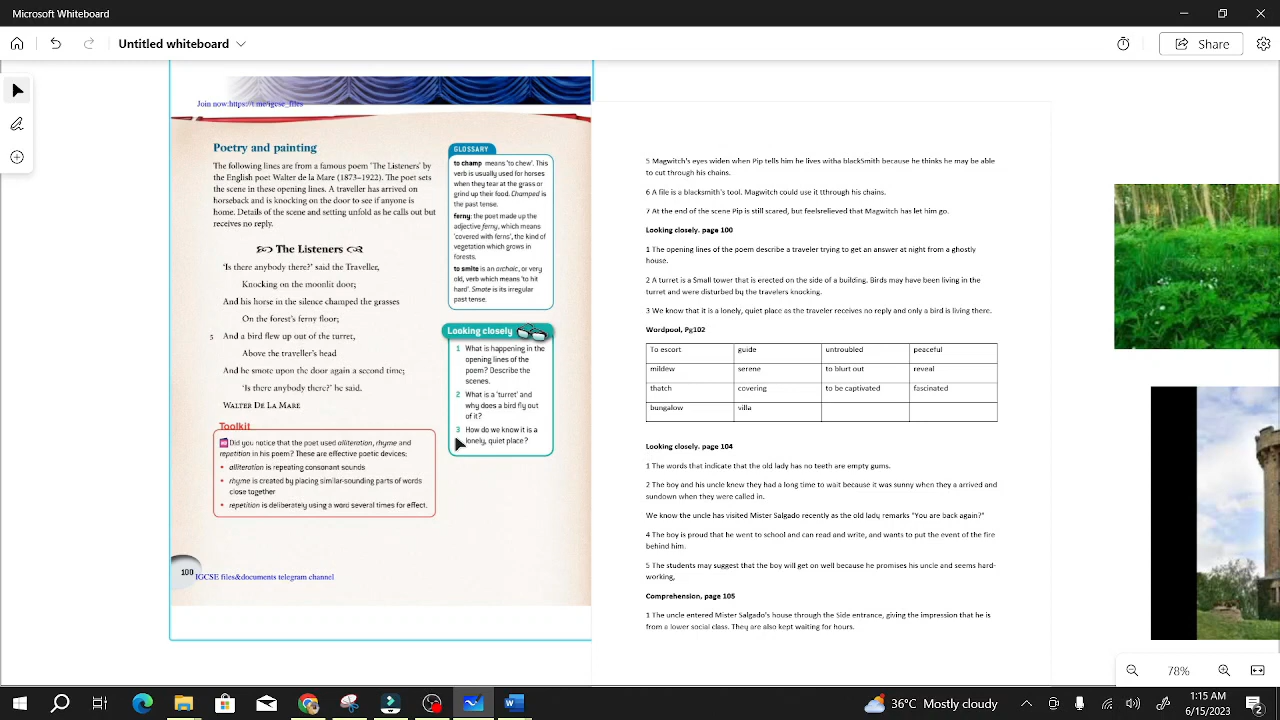 Microsoft Whiteboard
Untitled whiteboard
Share
Join now:https://t.me/igcse_files
Poetry and painting
The following lines are from a famous poem 'The Listeners' by
the English poet Walter de la Mare (1873–1922). The poet sets
the scene in these opening lines. A traveller has arrived on
horseback and is knocking on the door to see if anyone is
home. Details of the scene and setting unfold as he calls out but
receives no reply.
The Listeners
'Is there anybody there?' said the Traveller,
Knocking on the moonlit door;
And his horse in the silence champed the grasses
On the forest's ferny floor;
5 And a bird flew up out of the turret,
Above the traveller's head
And he smote upon the door again a second time;
'Is there anybody there?' he said.
WALTER DE LA MARE
Toolkit
Did you notice that the poet used alliteration, rhyme and
repetition in his poem? These are effective poetic devices:
• alliteration is repeating consonant sounds
• rhyme is created by placing similar-sounding parts of words
close together
• repetition is deliberately using a word several times for effect.
100
IGCSE files&documents telegram channel
GLOSSARY
to champ means 'to chew'. This
verb is usually used for horses
when they tear at the grass or
grind up their food. Champed is
the past tense.
ferny: the poet made up the
adjective ferny, which means
'covered with ferns', the kind of
vegetation which grows in
forests.
to smite is an archaic, or very
old, verb which means 'to hit
hard'. Smote is its irregular
past tense.
Looking closely
1 What is happening in the
opening lines of the
poem? Describe the
scenes.
2 What is a 'turret' and
why does a bird fly out
of it?
3 How do we know it is a
lonely, quiet place?
5 Magwitch's eyes widen when Pip tells him he lives witha blackSmith because he thinks he may be able
to cut through his chains.
6 A file is a blacksmith's tool. Magwitch could use it tthrough his chains.
7 At the end of the scene Pip is still scared, but feelsrelieved that Magwitch has let him go.
Looking closely. page 100
1 The opening lines of the poem describe a traveler trying to get an answer at night from a ghostly
house.
2 A turret is a Small tower that is erected on the side of a building. Birds may have been living in the
turret and were disturbed bq the travelers knocking.
3 We know that it is a lonely, quiet place as the traveler receives no reply and only a bird is living there.
Wordpool, Pg102
To escort guide untroubled peaceful
mildew serene to blurt out reveal
thatch covering to be captivated fascinated
bungalow villa
Looking closely. page 104
1 The words that indicate that the old lady has no teeth are empty gums.
2 The boy and his uncle knew they had a long time to wait because it was sunny when they a arrived and
sundown when they were called in.
We know the uncle has visited Mister Salgado recently as the old lady remarks "You are back again?"
4 The boy is proud that he went to school and can read and write, and wants to put the event of the fire
behind him.
5 The students may suggest that the boy will get on well because he promises his uncle and seems hard-
working,
Comprehension, page 105
1 The uncle entered Mister Salgado's house through the Side entrance, giving the impression that he is
from a lower social class. They are also kept waiting for hours.
78%
36°C Mostly cloudy
1:15 AM
6/15/2023